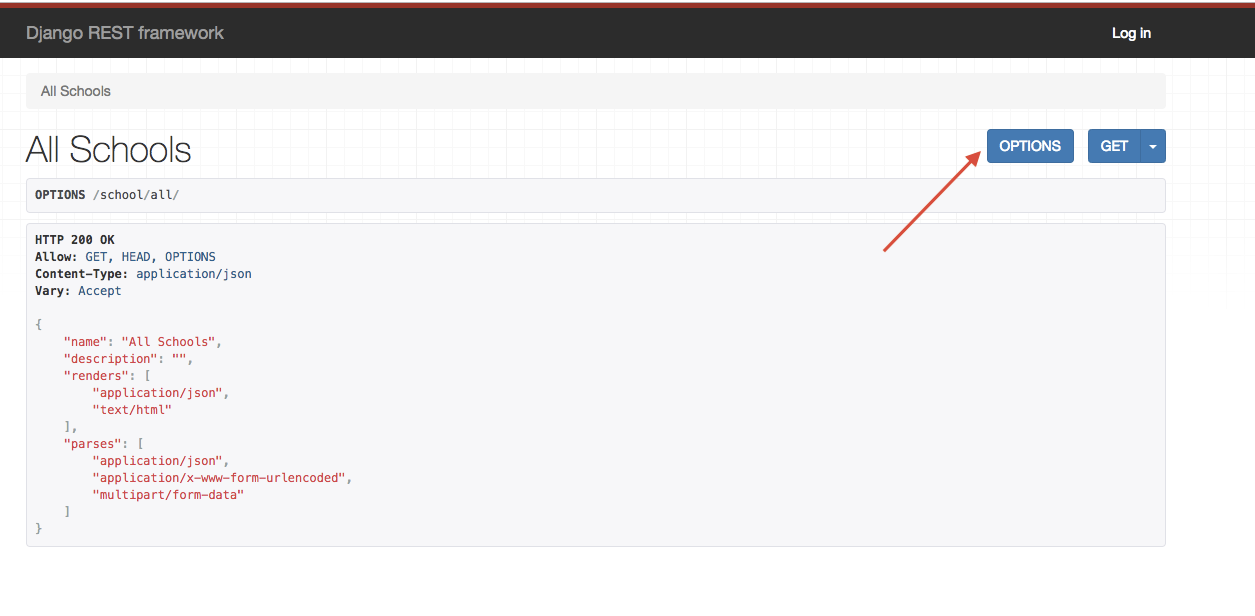 Django REST framework
Log in
All Schools
All Schools
OPTIONS
GET
OPTIONS /school/all/
HTTP 200 OK
Allow: GET, HEAD, OPTIONS
Content-Type: application/json
Vary: Accept
{
    "name": "All Schools",
    "description": "",
    "renders": [
        "application/json",
        "text/html"
    ],
    "parses": [
        "application/json",
        "application/x-www-form-urlencoded",
        "multipart/form-data"
    ]
}